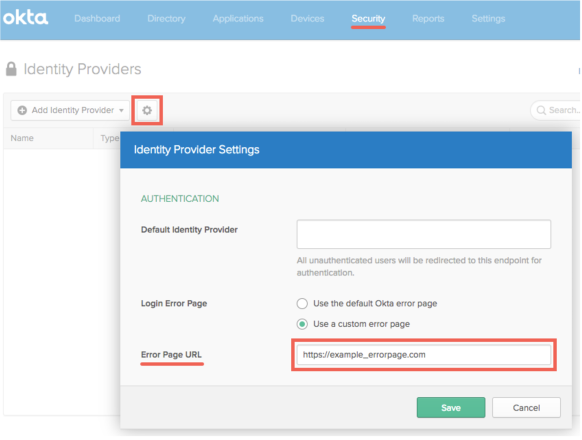 okta Dashboard Directory Applications Devices Security Reports Settings
Identity Providers
Add Identity Provider Search...
Name Type
Identity Provider Settings
AUTHENTICATION
Default Identity Provider
All unauthenticated users will be redirected to this endpoint for
authentication.
Login Error Page Use the default Okta error page
Use a custom error page
Error Page URL https://example_errorpage.com
Save Cancel